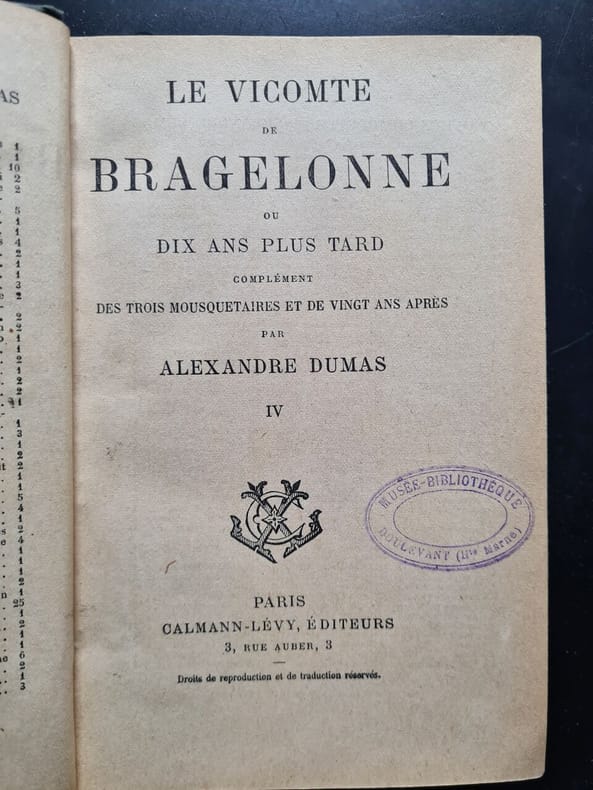 AS
LE VICOMTE
DE
BRAGELONNE
OU
DIX ANS PLUS TARD
COMPLÉMENT
DES TROIS MOUSQUETAIRES ET DE VINGT ANS APRÈS
PAR
ALEXANDRE DUMAS
IV
MUSÉE-BIBLIOTHÈQUE
DOULEVANT (Hte Marne)
PARIS
CALMANN-LÉVY, ÉDITEURS
3, RUE AUBER, 3
Droits de reproduction et de traduction réservés.